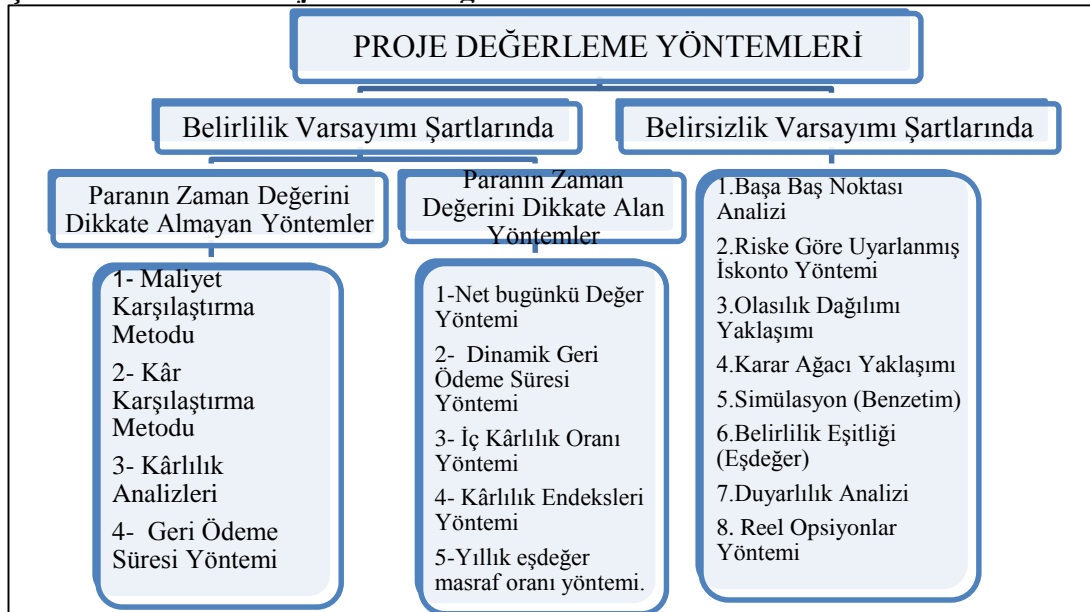 PROJE DEĞERLEME YÖNTEMLERİ
Belirlilik Varsayımı Şartlarında
Belirsizlik Varsayımı Şartlarında
Paranın Zaman Değerini
Dikkate Almayan Yöntemler
Paranın Zaman
Değerini Dikkate Alan
Yöntemler
1- Maliyet
Karşılaştırma
Metodu
2- Kâr
Karşılaştırma
Metodu
3- Kârlılık
Analizleri
4- Geri Ödeme
Süresi Yöntemi
1-Net bugünkü Değer
Yöntemi
2- Dinamik Geri
Ödeme Süresi
Yöntemi
3- İç Kârlılık Oranı
Yöntemi
4- Kârlılık Endeksleri
Yöntemi
5-Yıllık eşdeğer
masraf oranı yöntemi.
1.Başa Baş Noktası
Analizi
2.Riske Göre Uyarlanmış
İskonto Yöntemi
3.Olasılık Dağılımı
Yaklaşımı
4.Karar Ağacı Yaklaşımı
5.Simülasyon (Benzetim)
6.Belirlilik Eşitliği
(Eşdeğer)
7.Duyarlılık Analizi
8. Reel Opsiyonlar
Yöntemi